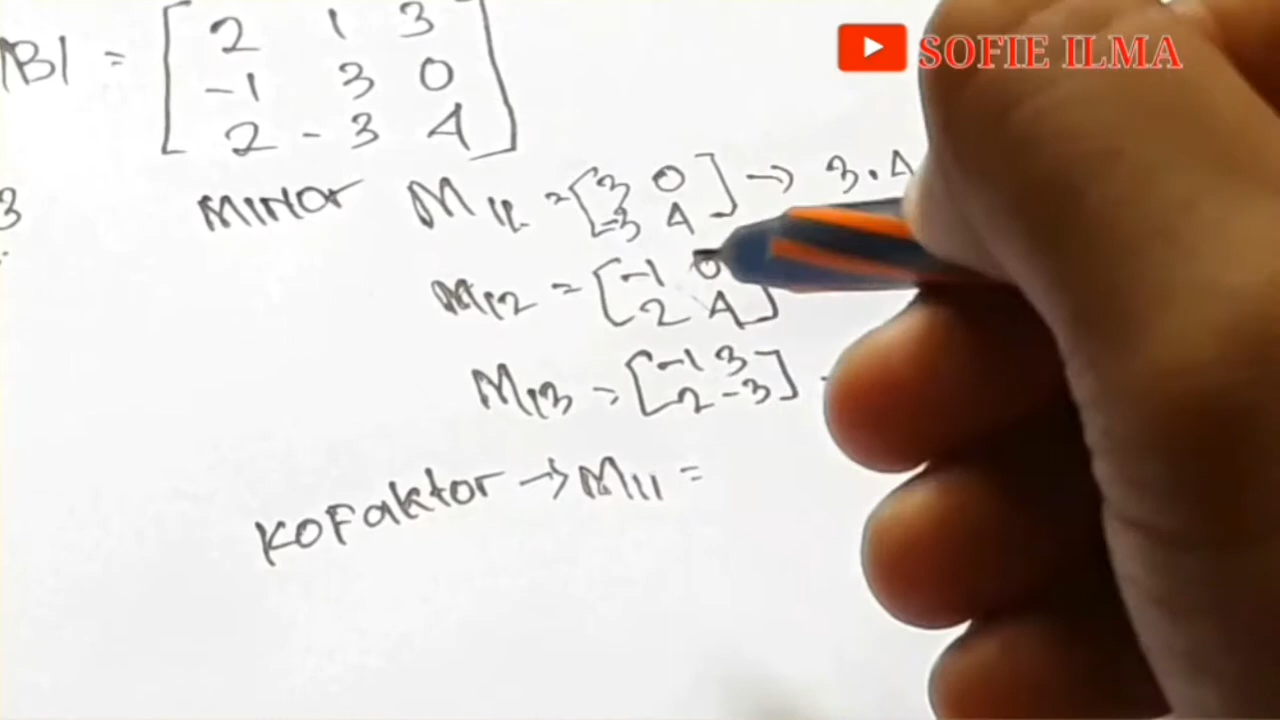 SOFIE ILMA
|B| = [2 1 3
-1 3 0
2 -3 4]
3
Minor M11 = [3 0 → 3.4
-3 4]
M12 = [-1 0
2 4]
M13 = [-1 3
2 -3]
Kofaktor → M11 =